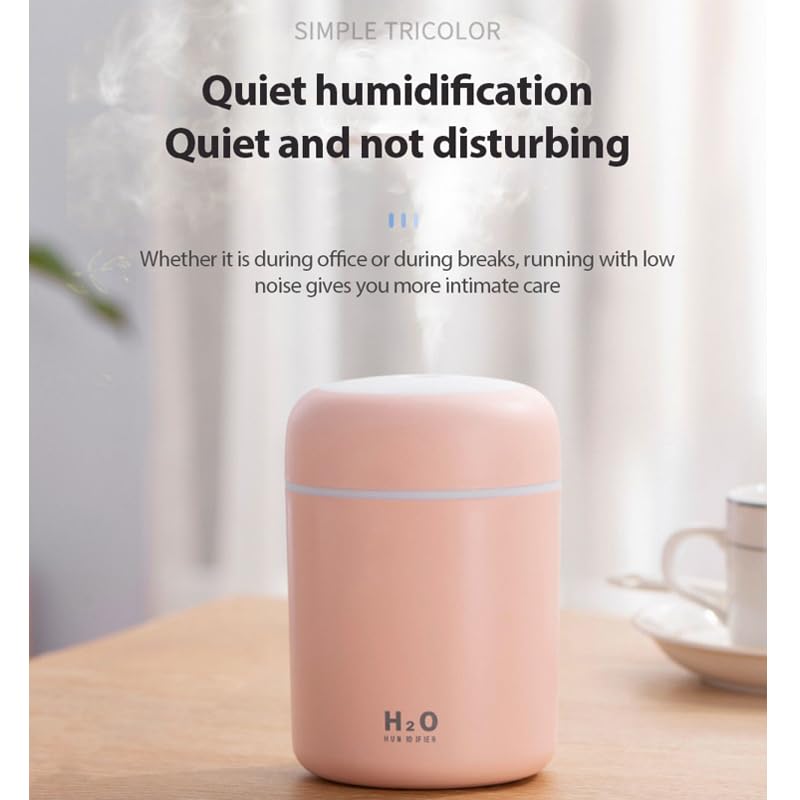 SIMPLE TRICOLOR
Quiet humidification
Quiet and not disturbing
Whether it is during office or during breaks, running with low
noise gives you more intimate care
H₂O
HUMIDIFIER